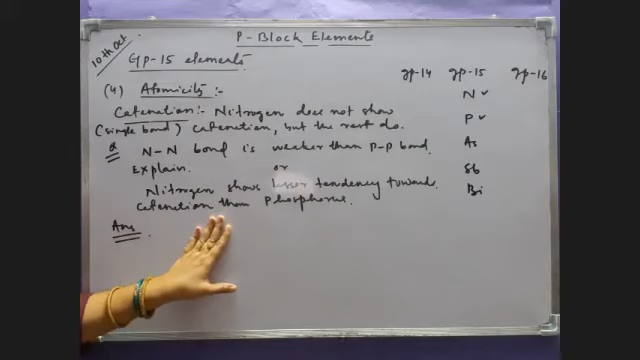 P-Block Elements
10th Oct
Gp-15 elements
gp-14 gp-15 gp-16
(4) Atomicity :-
N ✓
Catenation :- Nitrogen does not show
P ✓
(single bond) catenation, but the rest do.
As
Q N-N bond is weaker than P-P bond.
Explain. or
Sb
Nitrogen shows lesser tendency towards
Bi
catenation than Phosphorus.
Ans